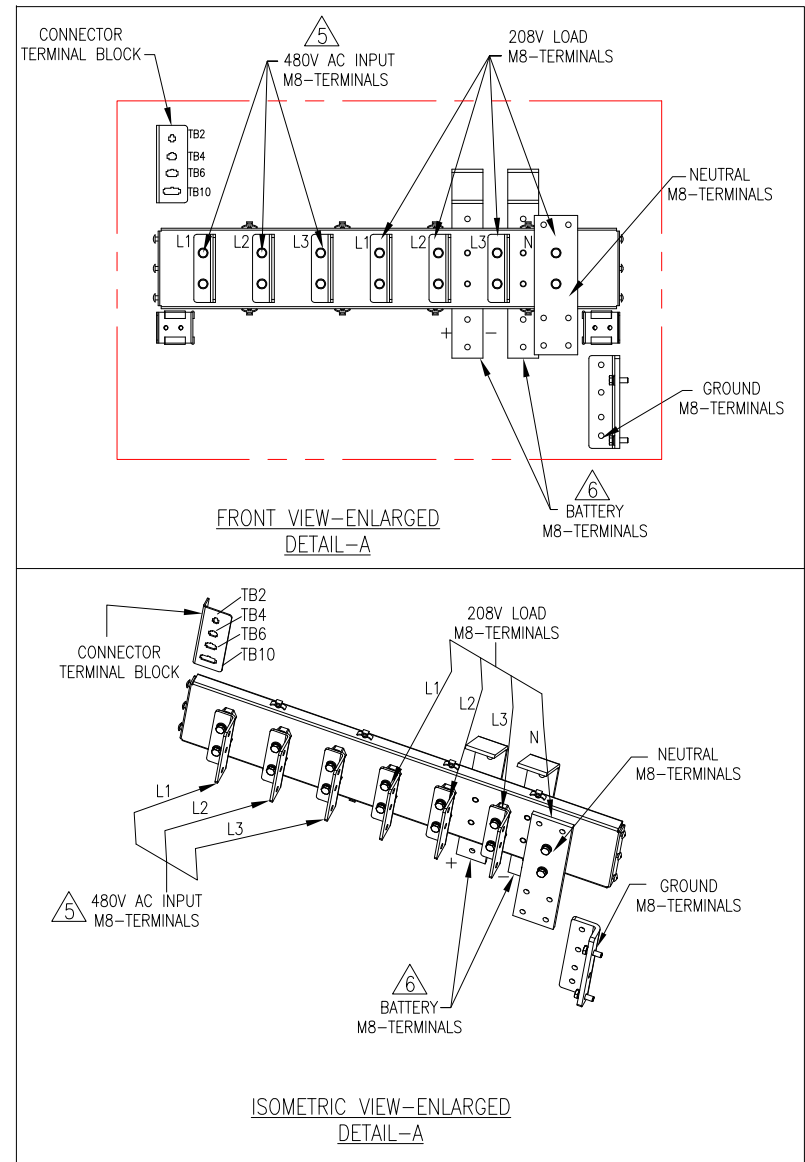 CONNECTOR
TERMINAL BLOCK
5
480V AC INPUT
M8-TERMINALS
208V LOAD
M8-TERMINALS
TB2
TB4
TB6
TB10
NEUTRAL
M8-TERMINALS
L1
L2
L3
L1
L2
L3
N
+
-
GROUND
M8-TERMINALS
6
BATTERY
M8-TERMINALS
FRONT VIEW-ENLARGED
DETAIL-A
TB2
TB4
TB6
TB10
CONNECTOR
TERMINAL BLOCK
208V LOAD
M8-TERMINALS
L1
L2
L3
N
NEUTRAL
M8-TERMINALS
L1
L2
L3
+
-
5
480V AC INPUT
M8-TERMINALS
GROUND
M8-TERMINALS
6
BATTERY
M8-TERMINALS
ISOMETRIC VIEW-ENLARGED
DETAIL-A